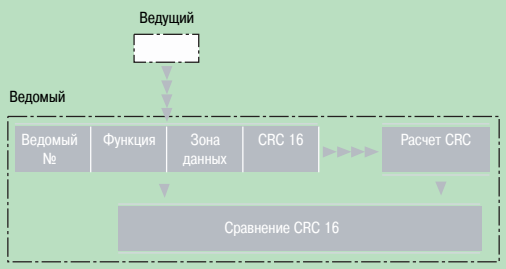 Ведущий
Ведомый
Ведомый
№
Функция
Зона
данных
CRC 16
Расчет CRC
Сравнение CRC 16